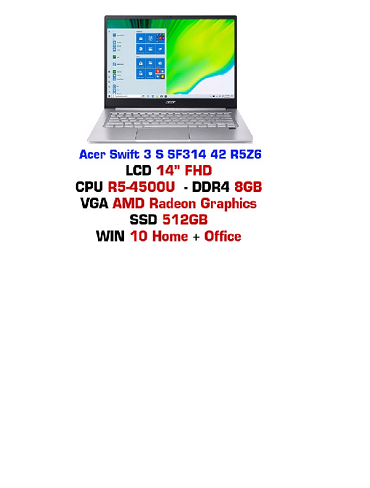 acer
Acer Swift 3 S SF314 42 R5Z6
LCD 14" FHD
CPU R5-4500U - DDR4 8GB
VGA AMD Radeon Graphics
SSD 512GB
WIN 10 Home + Office